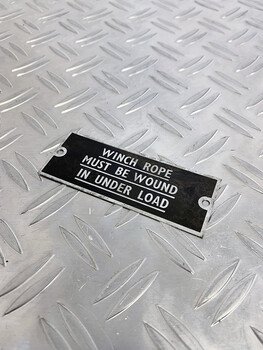 WINCH ROPE
MUST BE WOUND
IN UNDER LOAD